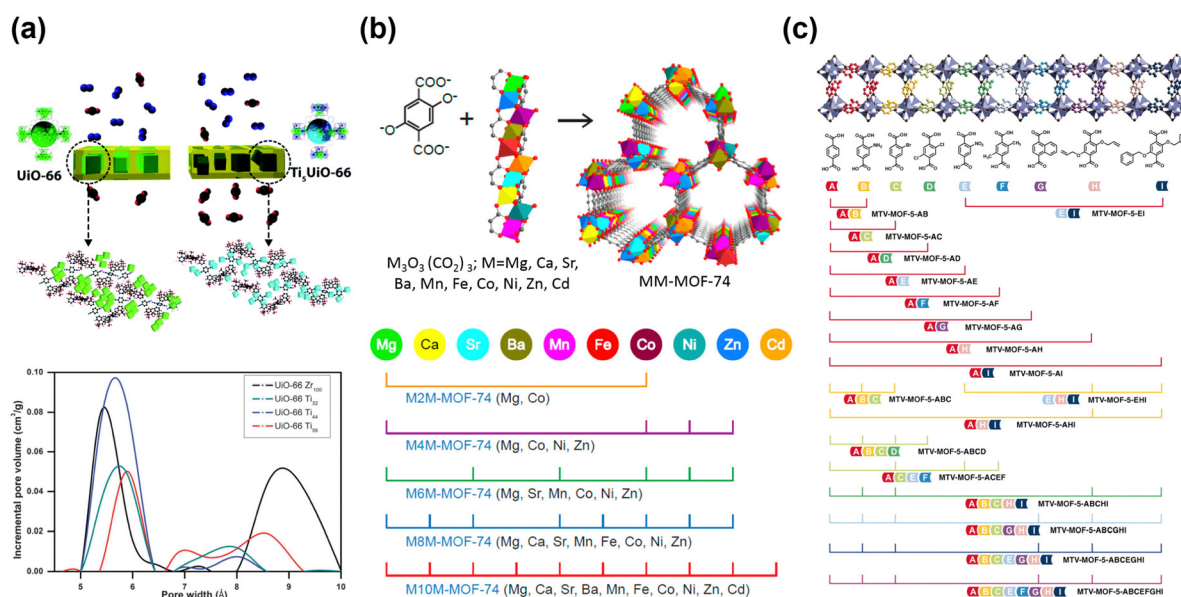 (a)
UiO-66
Ti₅UiO-66
0.10
0.08
0.06
0.04
0.02
0.00
Incremental pore volume (cm³/g)
5
6
7
8
9
10
Pore width (Å)
UiO-66 Zr₁₀₀
UiO-66 Ti₃₂
UiO-66 Ti₄₄
UiO-66 Ti₅₆
(b)
COO⁻
O⁻
⁻O
COO⁻
+
M₃O₃(CO₂)₃; M=Mg, Ca, Sr,
Ba, Mn, Fe, Co, Ni, Zn, Cd
MM-MOF-74
Mg Ca Sr Ba Mn Fe Co Ni Zn Cd
M2M-MOF-74 (Mg, Co)
M4M-MOF-74 (Mg, Co, Ni, Zn)
M6M-MOF-74 (Mg, Sr, Mn, Co, Ni, Zn)
M8M-MOF-74 (Mg, Ca, Sr, Mn, Fe, Co, Ni, Zn)
M10M-MOF-74 (Mg, Ca, Sr, Ba, Mn, Fe, Co, Ni, Zn, Cd)
(c)
A B C D E F G H I
A B MTV-MOF-5-AB
E I MTV-MOF-5-EI
A C MTV-MOF-5-AC
A D MTV-MOF-5-AD
A E MTV-MOF-5-AE
A F MTV-MOF-5-AF
A G MTV-MOF-5-AG
A H MTV-MOF-5-AH
A I MTV-MOF-5-AI
A B C MTV-MOF-5-ABC
E H I MTV-MOF-5-EHI
A H I MTV-MOF-5-AHI
A B C D MTV-MOF-5-ABCD
A C E F MTV-MOF-5-ACEF
A B C H I MTV-MOF-5-ABCHI
A B C G H I MTV-MOF-5-ABCGHI
A B C E G H I MTV-MOF-5-ABCEGHI
A B C E F G H I MTV-MOF-5-ABCEFGHI